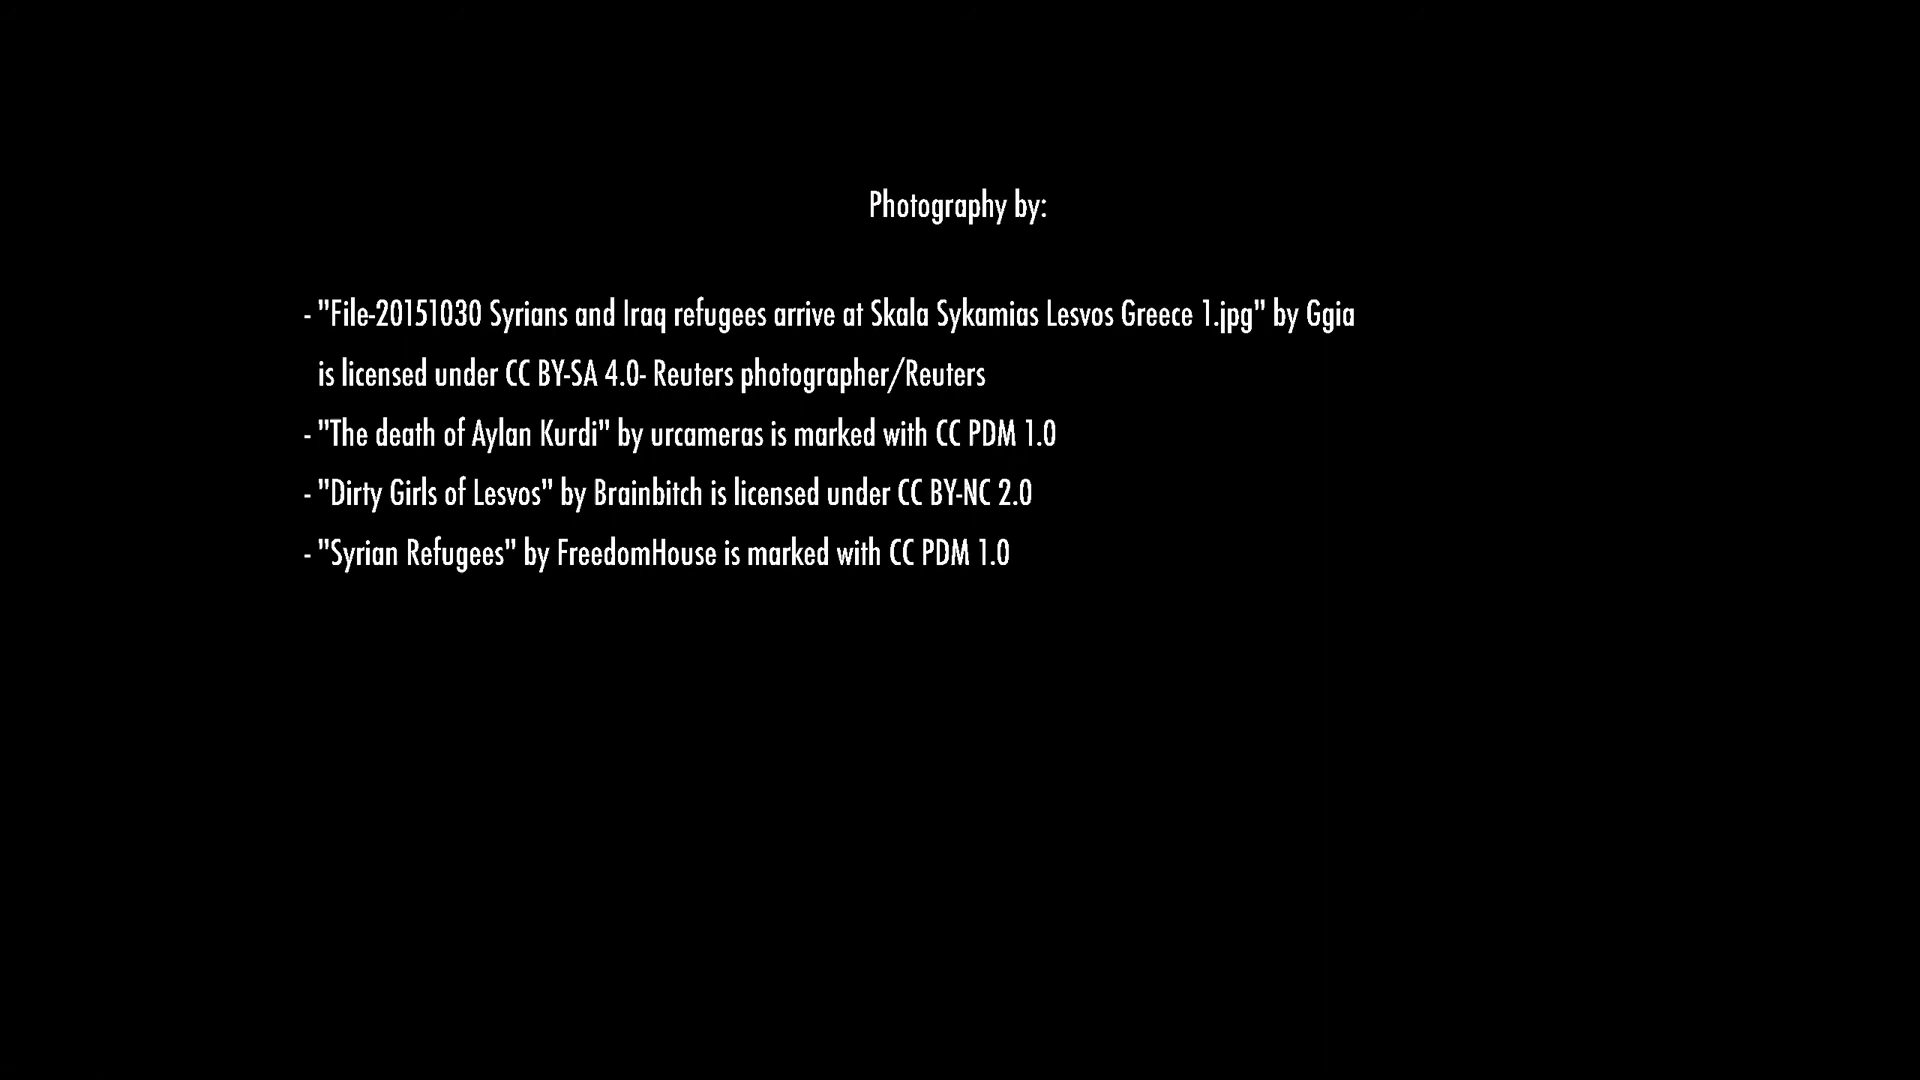 Photography by:
- "File-20151030 Syrians and Iraq refugees arrive at Skala Sykamias Lesvos Greece 1.jpg" by Ggia
is licensed under CC BY-SA 4.0- Reuters photographer/Reuters
- "The death of Aylan Kurdi" by urcameras is marked with CC PDM 1.0
- "Dirty Girls of Lesvos" by Brainbitch is licensed under CC BY-NC 2.0
- "Syrian Refugees" by FreedomHouse is marked with CC PDM 1.0